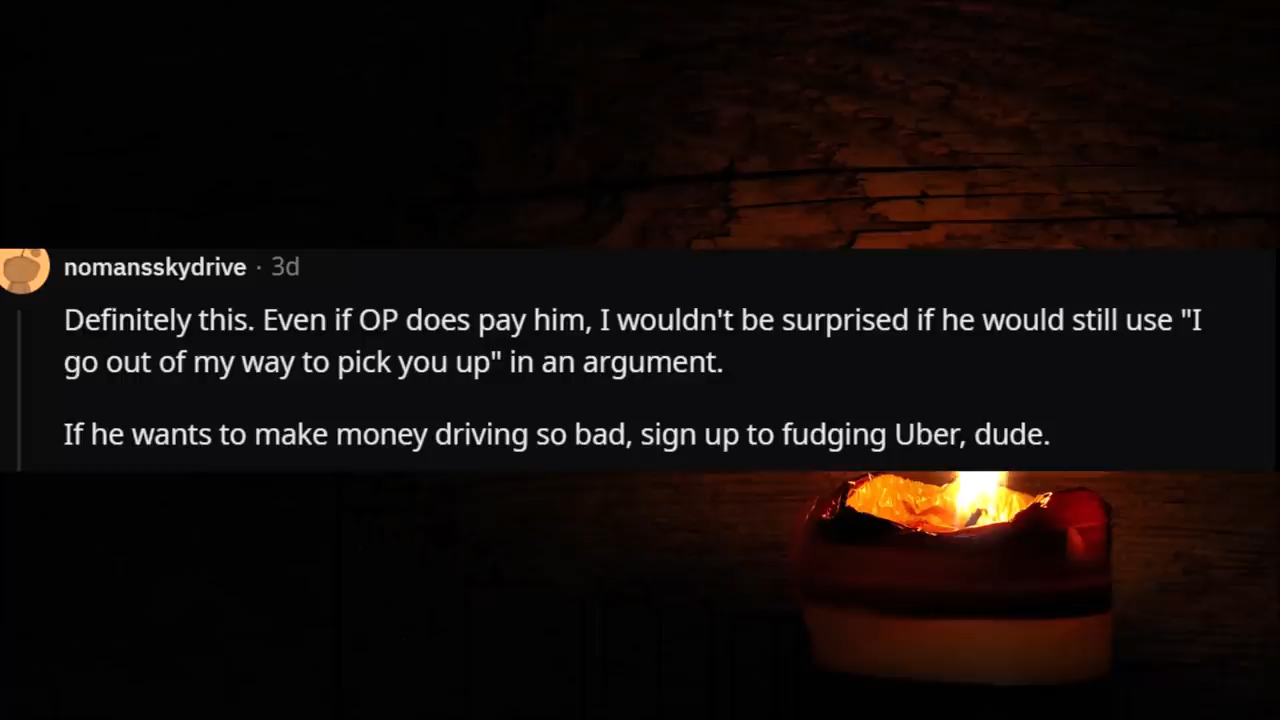 nomansskydrive · 3d
Definitely this. Even if OP does pay him, I wouldn't be surprised if he would still use "I
go out of my way to pick you up" in an argument.
If he wants to make money driving so bad, sign up to fudging Uber, dude.